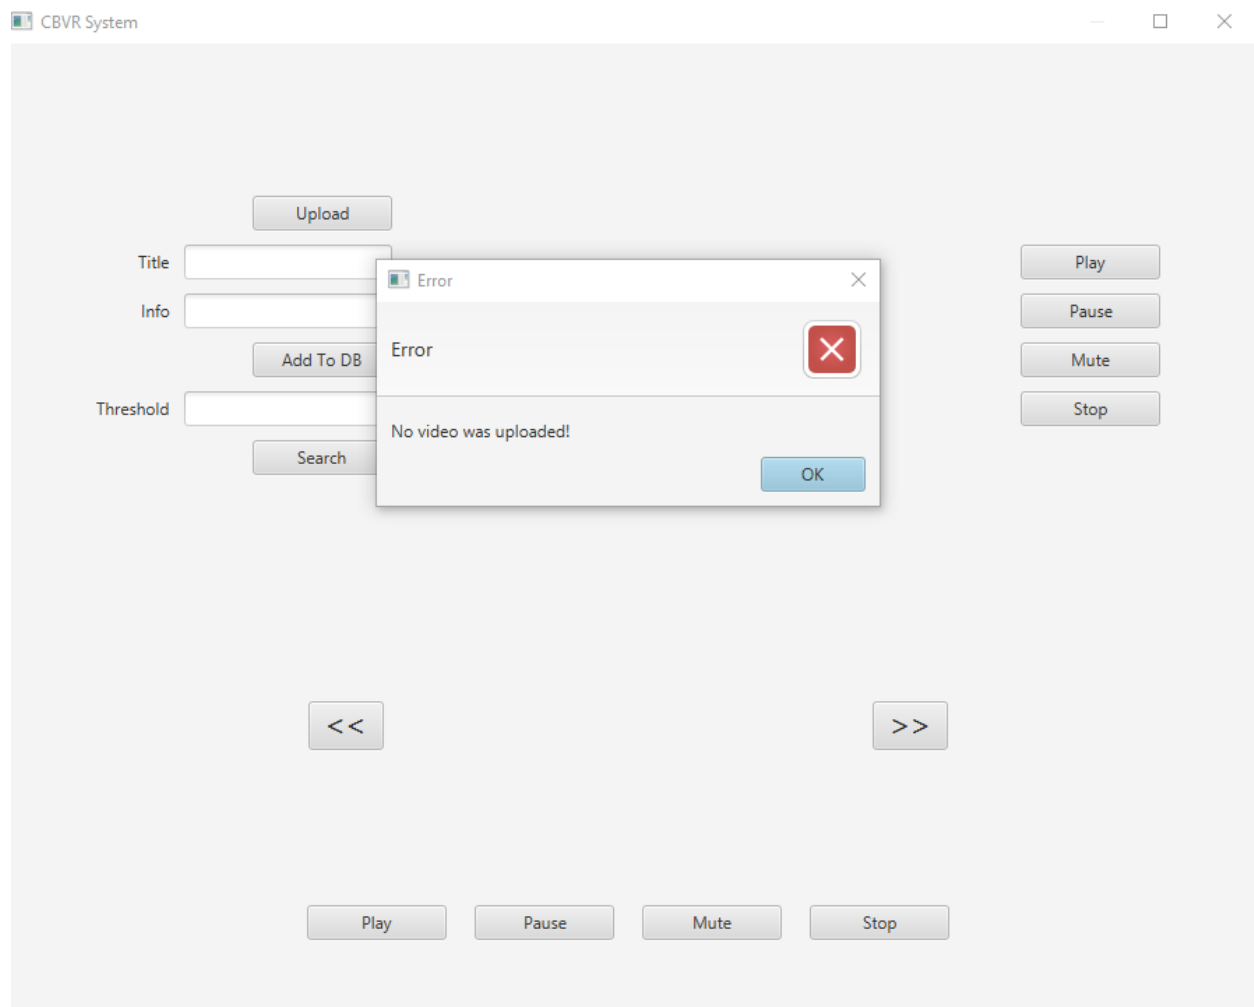 CBVR System
Upload
Title
Info
Add To DB
Threshold
Search
Error
Error
No video was uploaded!
OK
Play
Pause
Mute
Stop
<<
>>
Play Pause Mute Stop